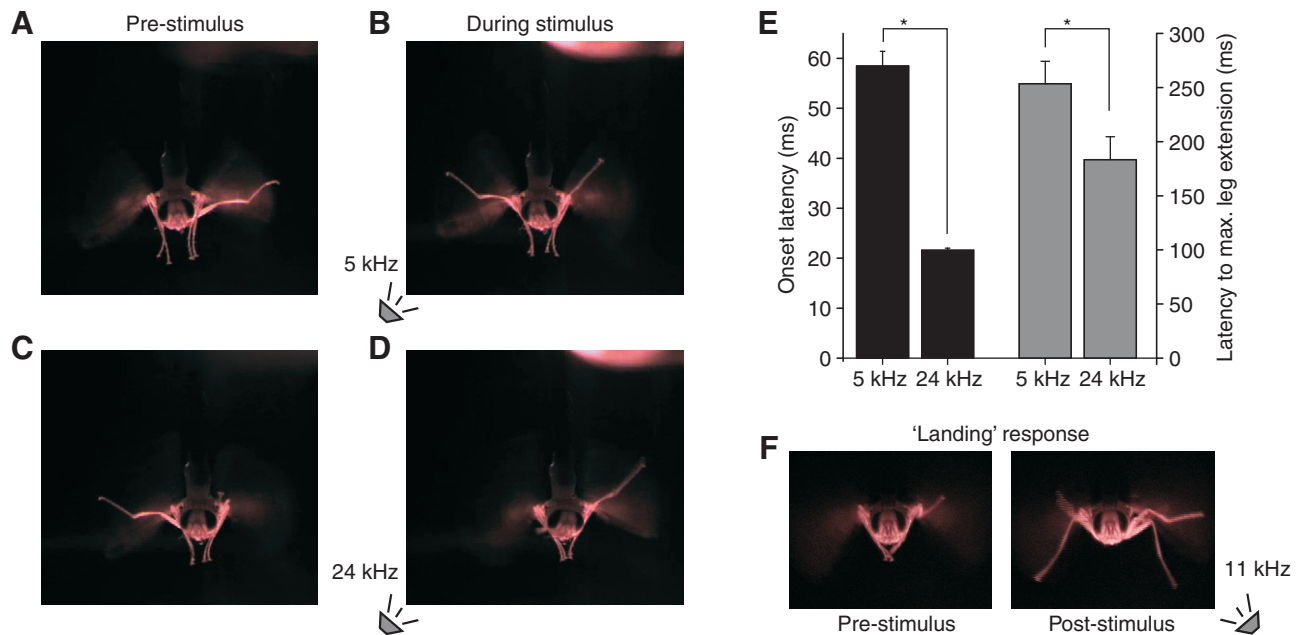 A
Pre-stimulus
B
During stimulus
5 kHz
C
D
24 kHz
E
*
*
Onset latency (ms)
60
50
40
30
20
10
0
300
250
200
150
100
50
0
Latency to max. leg extension (ms)
5 kHz
24 kHz
5 kHz
24 kHz
'Landing' response
F
Pre-stimulus
Post-stimulus
11 kHz